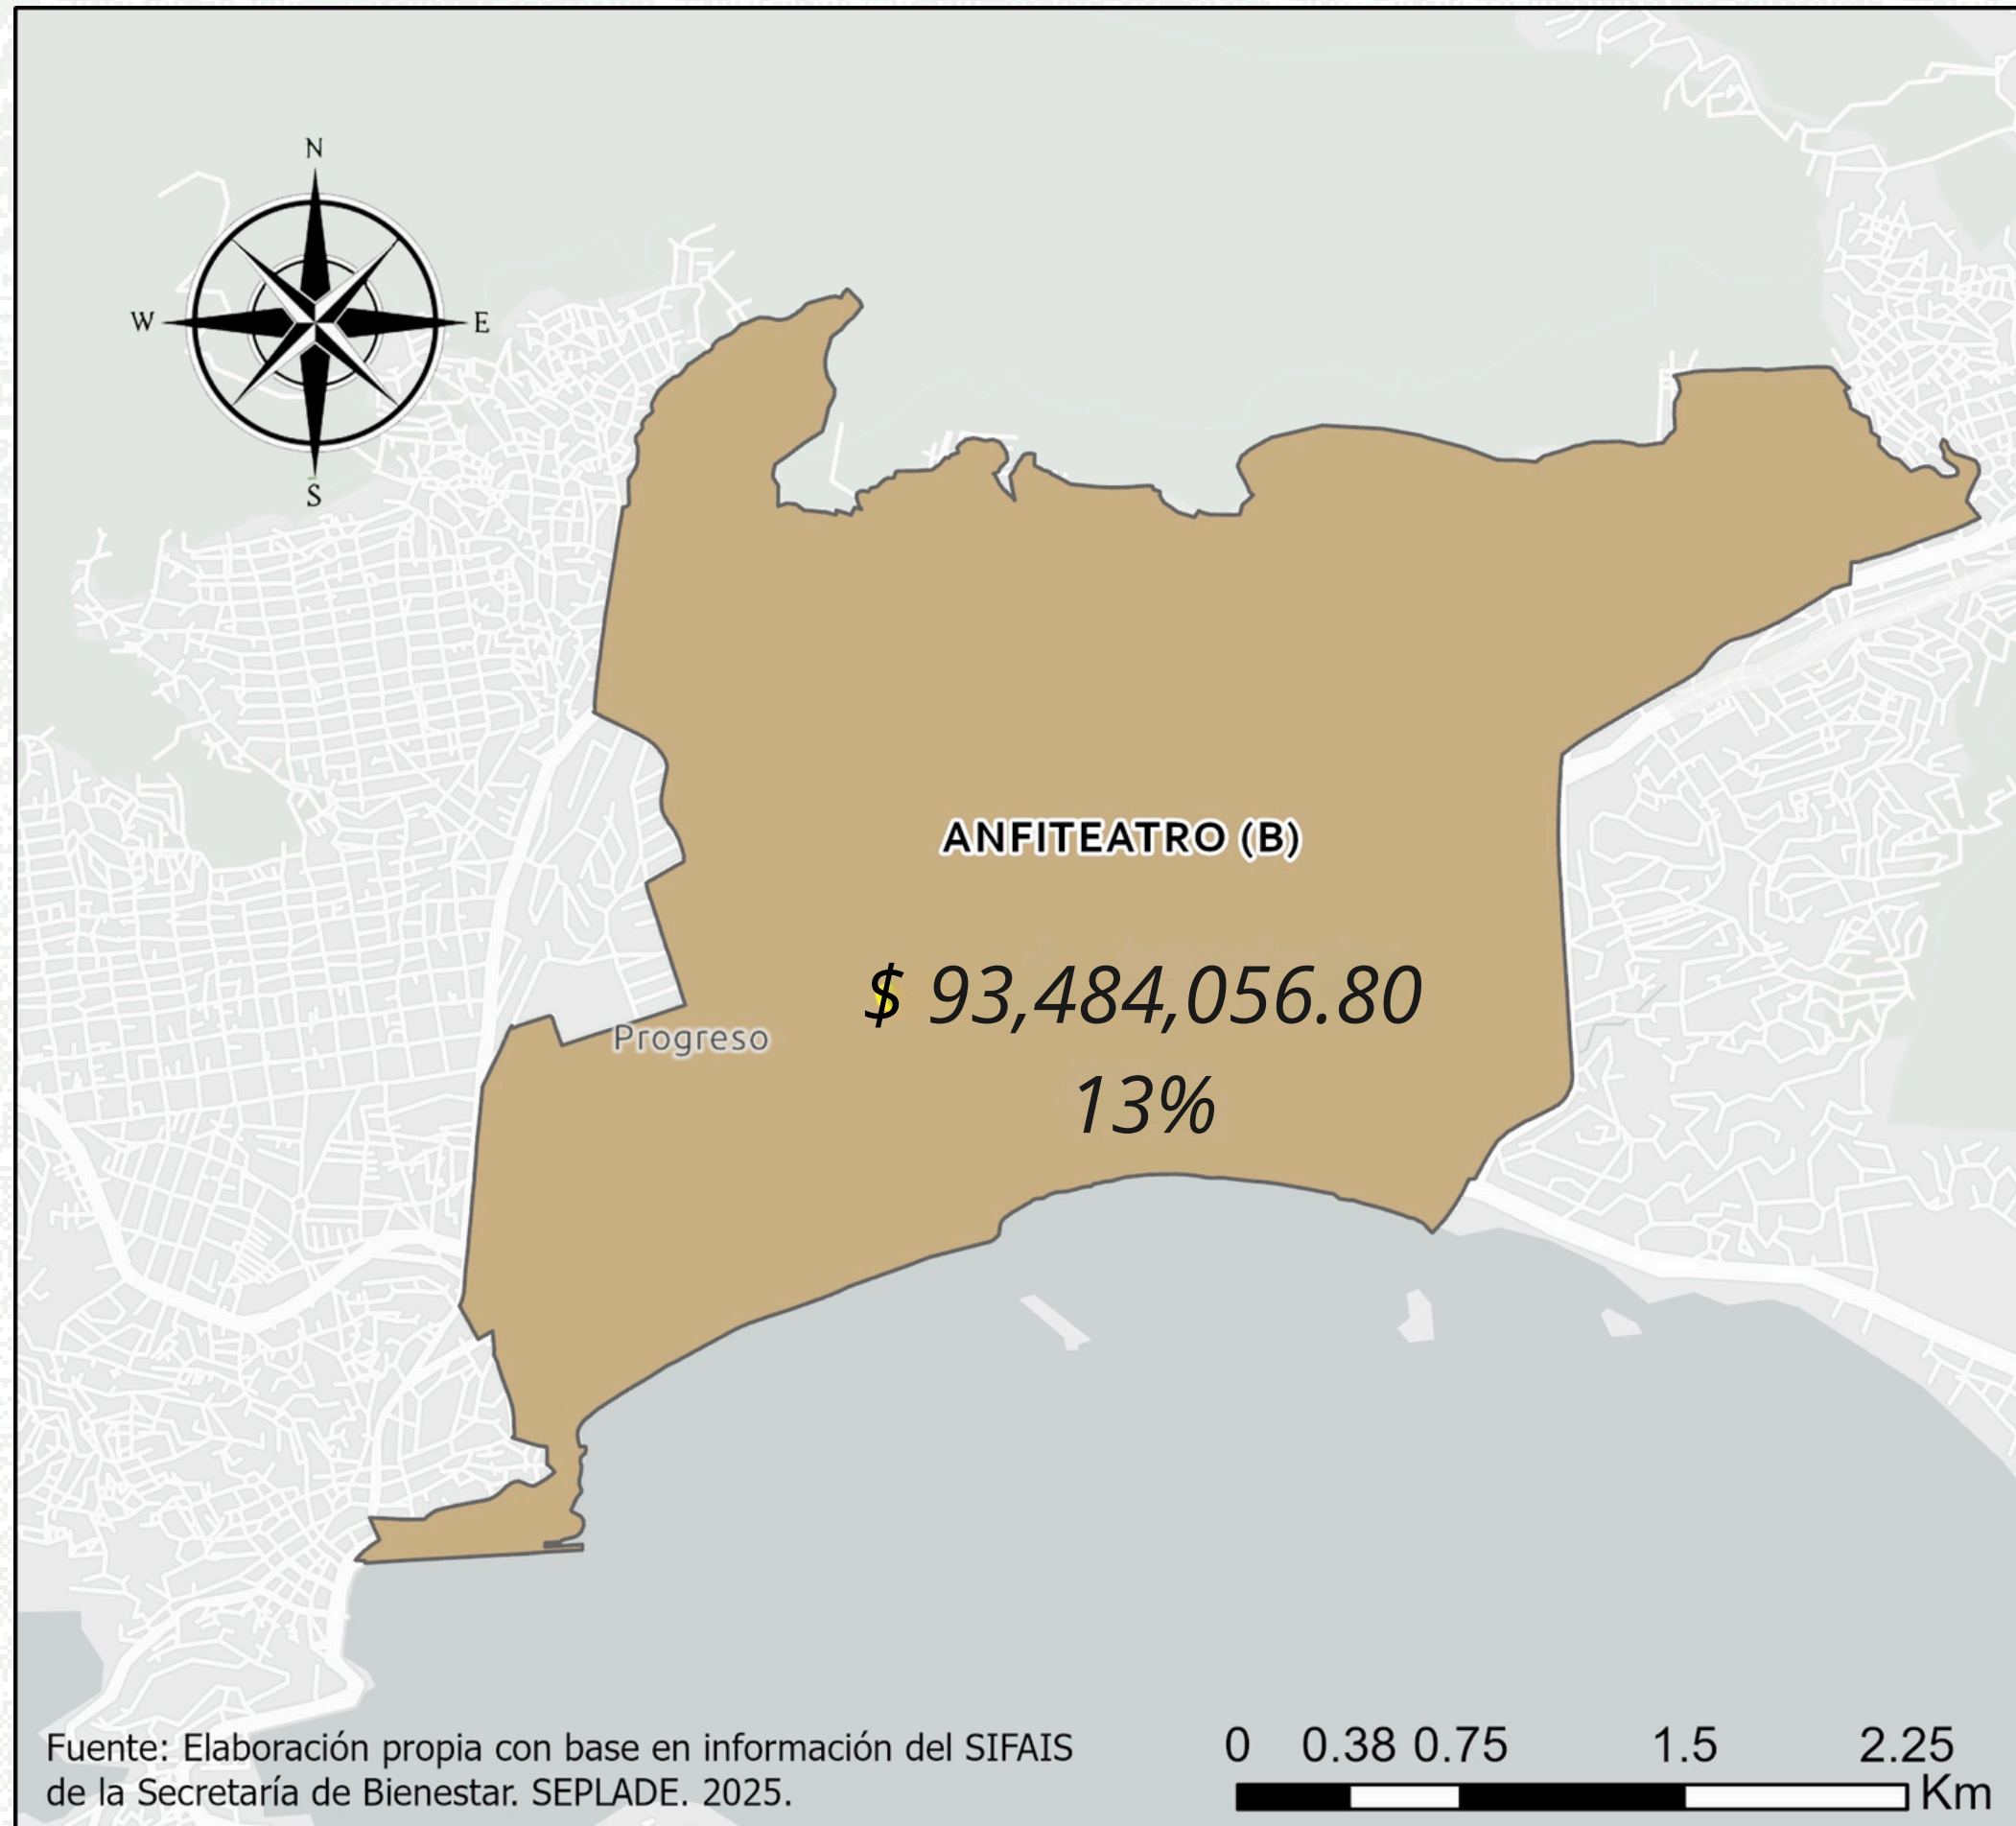 N
W
E
S
ANFITEATRO (B)
$ 93,484,056.80
Progreso
13%
Fuente: Elaboración propia con base en información del SIFAIS
de la Secretaría de Bienestar. SEPLADE. 2025.
0 0.38 0.75 1.5 2.25
Km